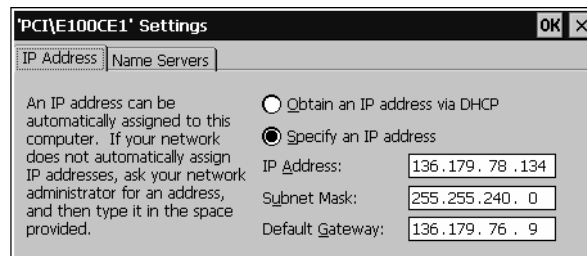 'PCI\E100CE1' Settings
OK ×
IP Address Name Servers
An IP address can be
automatically assigned to this
computer. If your network
does not automatically assign
IP addresses, ask your network
administrator for an address,
and then type it in the space
provided.
Obtain an IP address via DHCP
Specify an IP address
IP Address: 136.179. 78 .134
Subnet Mask: 255.255.240. 0
Default Gateway: 136.179. 76 . 9